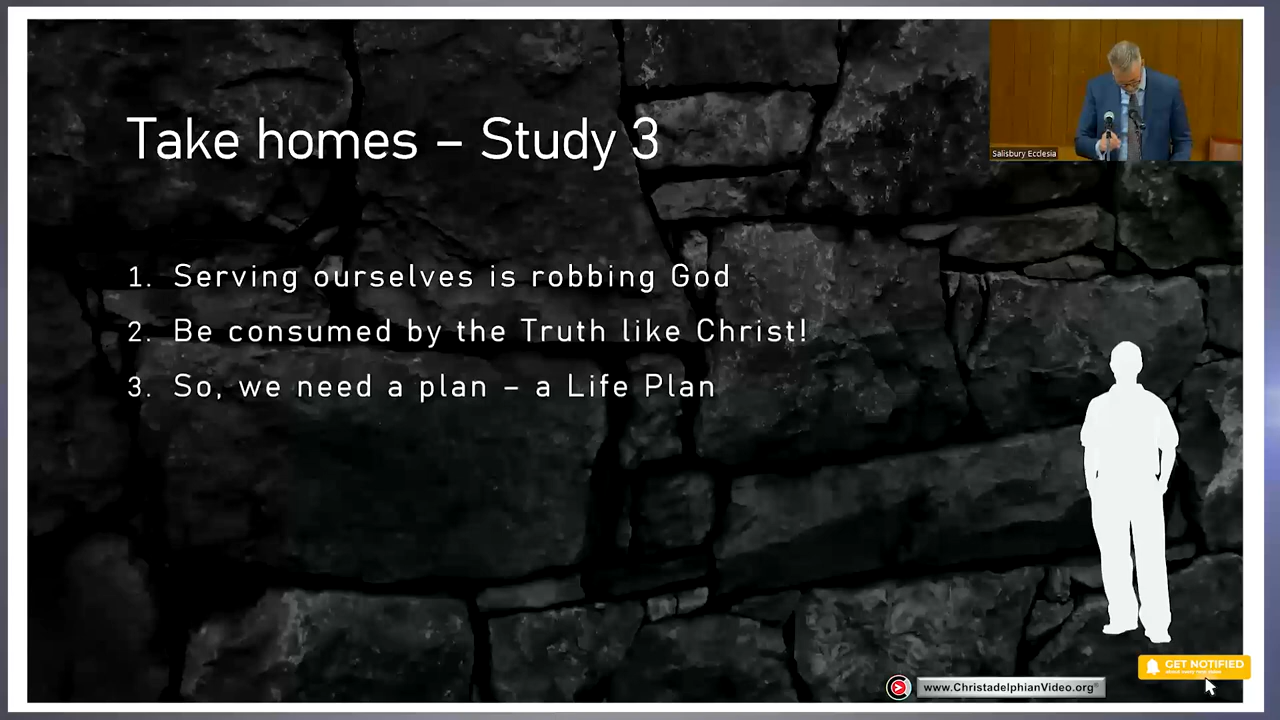 Take homes – Study 3
Salisbury Ecclesia
1. Serving ourselves is robbing God
2. Be consumed by the Truth like Christ!
3. So, we need a plan – a Life Plan
GET NOTIFIED
www.ChristadelphianVideo.org